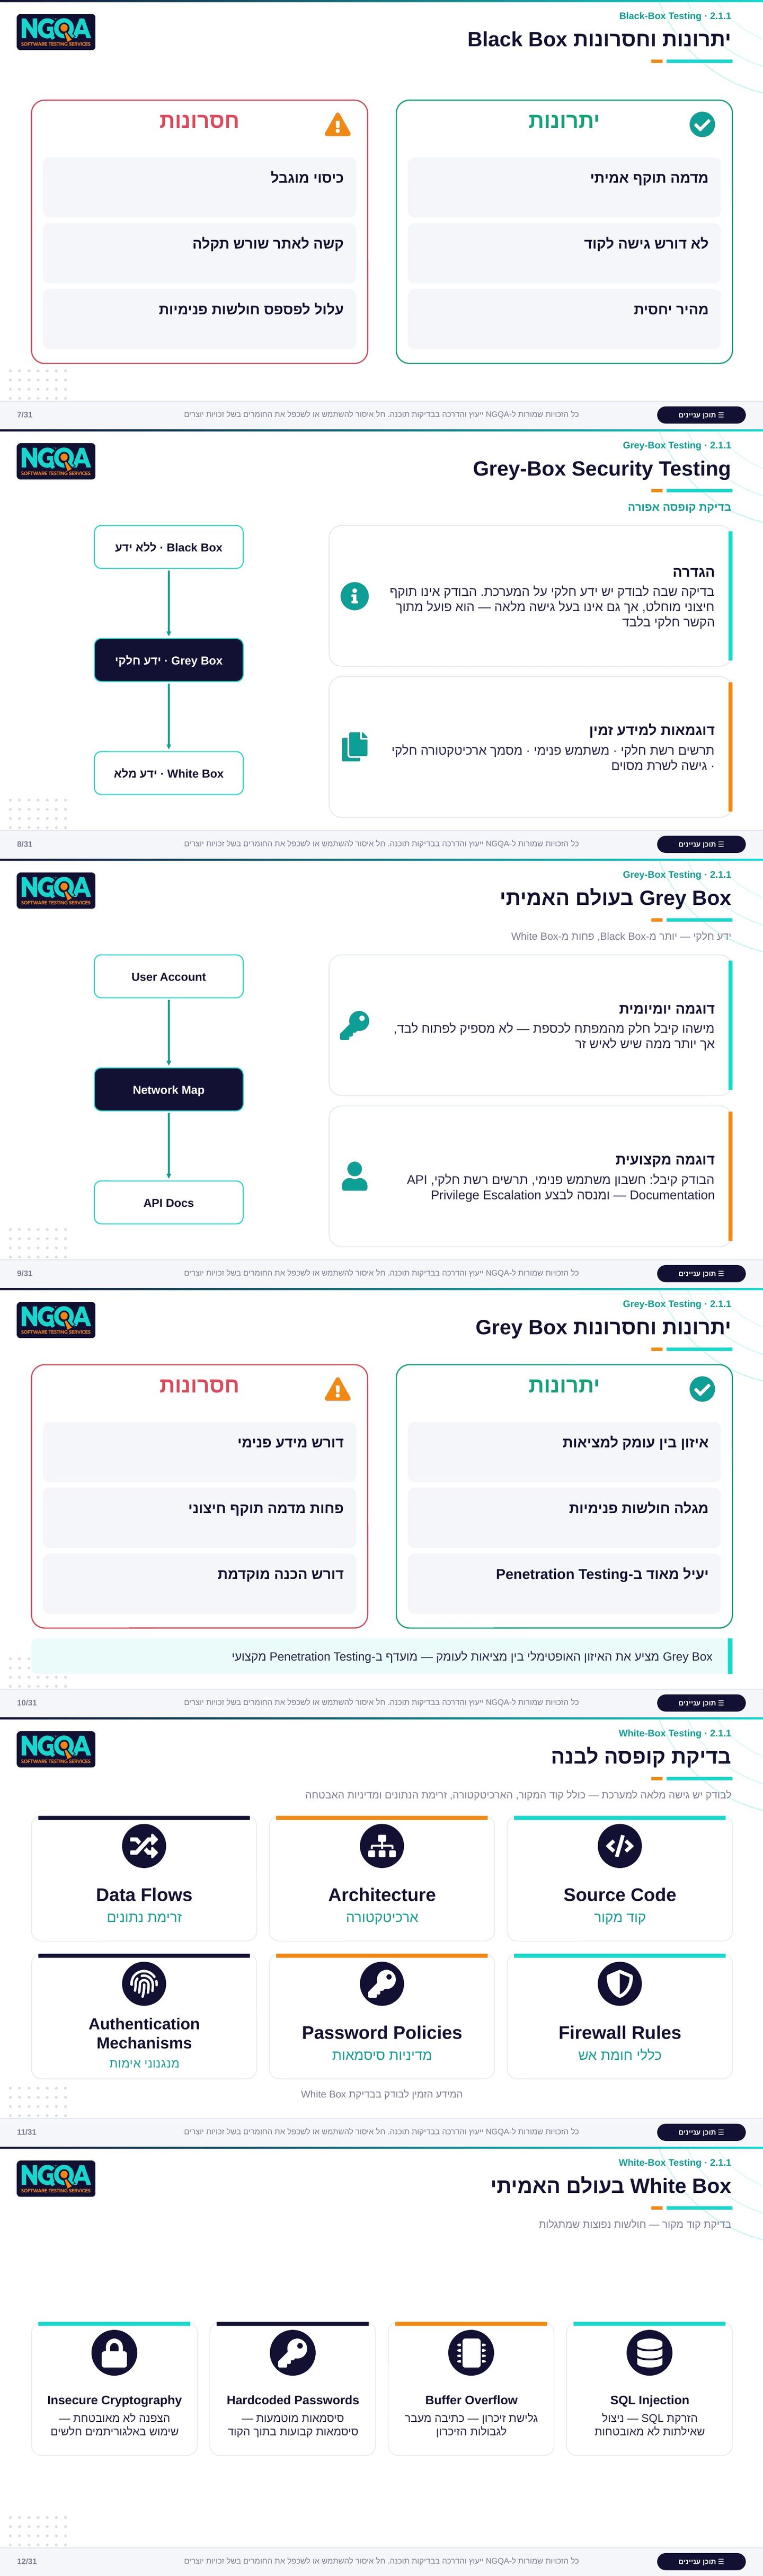 NGQA
SOFTWARE TESTING SERVICES
Black-Box Testing · 2.1.1
יתרונות וחסרונות Black Box
יתרונות
מדמה תוקף אמיתי
לא דורש גישה לקוד
מהיר יחסית
חסרונות
כיסוי מוגבל
קשה לאתר שורש תקלה
עלול לפספס חולשות פנימיות
☰ תוכן עניינים
כל הזכויות שמורות ל-NGQA ייעוץ והדרכה בבדיקות תוכנה. חל איסור להשתמש או לשכפל את החומרים בשל זכויות יוצרים
7/31
NGQA
SOFTWARE TESTING SERVICES
Grey-Box Testing · 2.1.1
Grey-Box Security Testing
בדיקת קופסה אפורה
הגדרה
בדיקה שבה לבודק יש ידע חלקי על המערכת. הבודק אינו תוקף
חיצוני מוחלט, אך גם אינו בעל גישה מלאה — הוא פועל מתוך
הקשר חלקי בלבד
דוגמאות למידע זמין
תרשים רשת חלקי · משתמש פנימי · מסמך ארכיטקטורה חלקי
· גישה לשרת מסוים
Black Box · ללא ידע
Grey Box · ידע חלקי
White Box · ידע מלא
☰ תוכן עניינים
כל הזכויות שמורות ל-NGQA ייעוץ והדרכה בבדיקות תוכנה. חל איסור להשתמש או לשכפל את החומרים בשל זכויות יוצרים
8/31
NGQA
SOFTWARE TESTING SERVICES
Grey-Box Testing · 2.1.1
Grey Box בעולם האמיתי
ידע חלקי — יותר מ-Black Box, פחות מ-White Box
דוגמה יומיומית
מישהו קיבל חלק מהמפתח לכספת — לא מספיק לפתוח לבד,
אך יותר ממה שיש לאיש זר
דוגמה מקצועית
הבודק קיבל: חשבון משתמש פנימי, תרשים רשת חלקי, API
Documentation — ומנסה לבצע Privilege Escalation
User Account
Network Map
API Docs
☰ תוכן עניינים
כל הזכויות שמורות ל-NGQA ייעוץ והדרכה בבדיקות תוכנה. חל איסור להשתמש או לשכפל את החומרים בשל זכויות יוצרים
9/31
NGQA
SOFTWARE TESTING SERVICES
Grey-Box Testing · 2.1.1
יתרונות וחסרונות Grey Box
יתרונות
איזון בין עומק למציאות
מגלה חולשות פנימיות
יעיל מאוד ב-Penetration Testing
חסרונות
דורש מידע פנימי
פחות מדמה תוקף חיצוני
דורש הכנה מוקדמת
Grey Box מציע את האיזון האופטימלי בין מציאות לעומק — מועדף ב-Penetration Testing מקצועי
☰ תוכן עניינים
כל הזכויות שמורות ל-NGQA ייעוץ והדרכה בבדיקות תוכנה. חל איסור להשתמש או לשכפל את החומרים בשל זכויות יוצרים
10/31
NGQA
SOFTWARE TESTING SERVICES
White-Box Testing · 2.1.1
בדיקת קופסה לבנה
לבודק יש גישה מלאה למערכת — כולל קוד המקור, הארכיטקטורה, זרימת הנתונים ומדיניות האבטחה
Source Code
קוד מקור
Architecture
ארכיטקטורה
Data Flows
זרימת נתונים
Firewall Rules
כללי חומת אש
Password Policies
מדיניות סיסמאות
Authentication
Mechanisms
מנגנוני אימות
המידע הזמין לבודק בבדיקת White Box
☰ תוכן עניינים
כל הזכויות שמורות ל-NGQA ייעוץ והדרכה בבדיקות תוכנה. חל איסור להשתמש או לשכפל את החומרים בשל זכויות יוצרים
11/31
NGQA
SOFTWARE TESTING SERVICES
White-Box Testing · 2.1.1
White Box בעולם האמיתי
בדיקת קוד מקור — חולשות נפוצות שמתגלות
SQL Injection
הזרקת SQL — ניצול
שאילתות לא מאובטחות
Buffer Overflow
גלישת זיכרון — כתיבה מעבר
לגבולות הזיכרון
Hardcoded Passwords
סיסמאות מוטמעות —
סיסמאות קבועות בתוך הקוד
Insecure Cryptography
הצפנה לא מאובטחת —
שימוש באלגוריתמים חלשים
☰ תוכן עניינים
כל הזכויות שמורות ל-NGQA ייעוץ והדרכה בבדיקות תוכנה. חל איסור להשתמש או לשכפל את החומרים בשל זכויות יוצרים
12/31